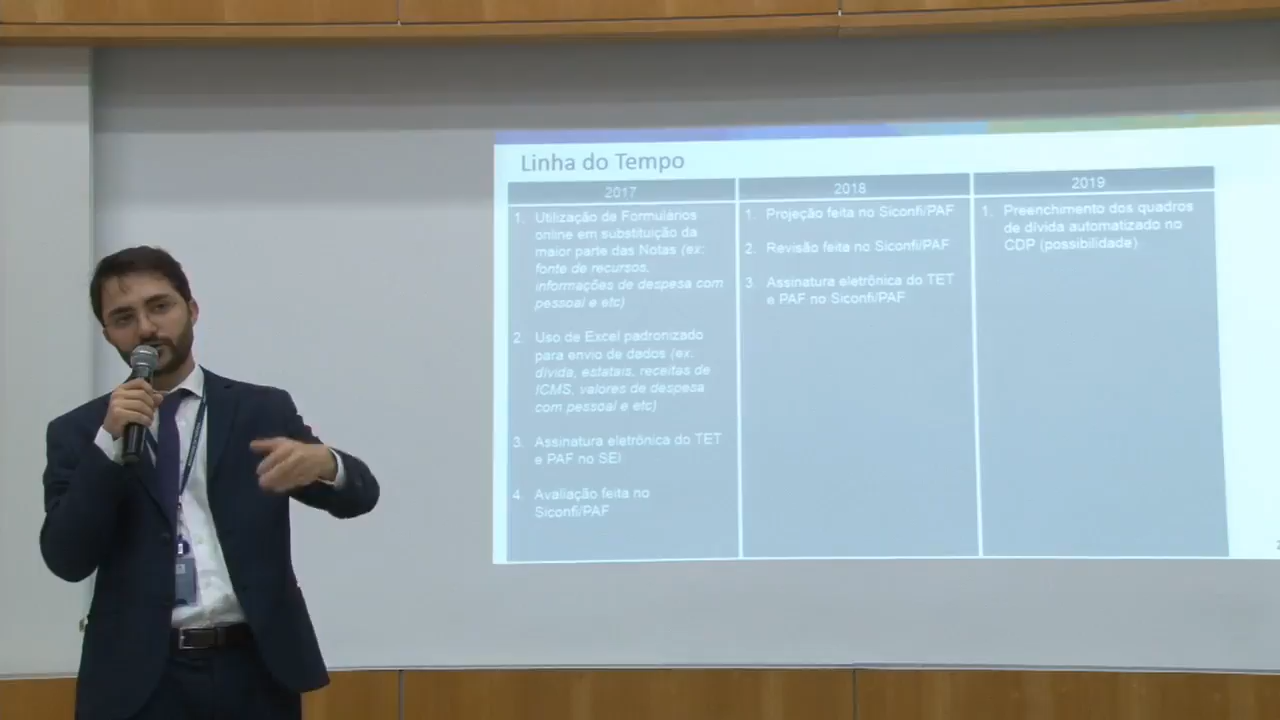 Linha do Tempo
2017
1. Utilização de Formulários
online em substituição da
maior parte das Notas (ex:
fonte de recursos,
informações de despesa com
pessoal e etc)
2. Uso de Excel padronizado
para envio de dados (ex:
dívida, estatais, receitas de
ICMS, valores de despesa
com pessoal e etc)
3. Assinatura eletrônica do TET
e PAF no SEI
4. Avaliação feita no
Siconfi/PAF
2018
1. Projeção feita no Siconfi/PAF
2. Revisão feita no Siconfi/PAF
3. Assinatura eletrônica do TET
e PAF no Siconfi/PAF
2019
1. Preenchimento dos quadros
de dívida automatizado no
CDP (possibilidade)